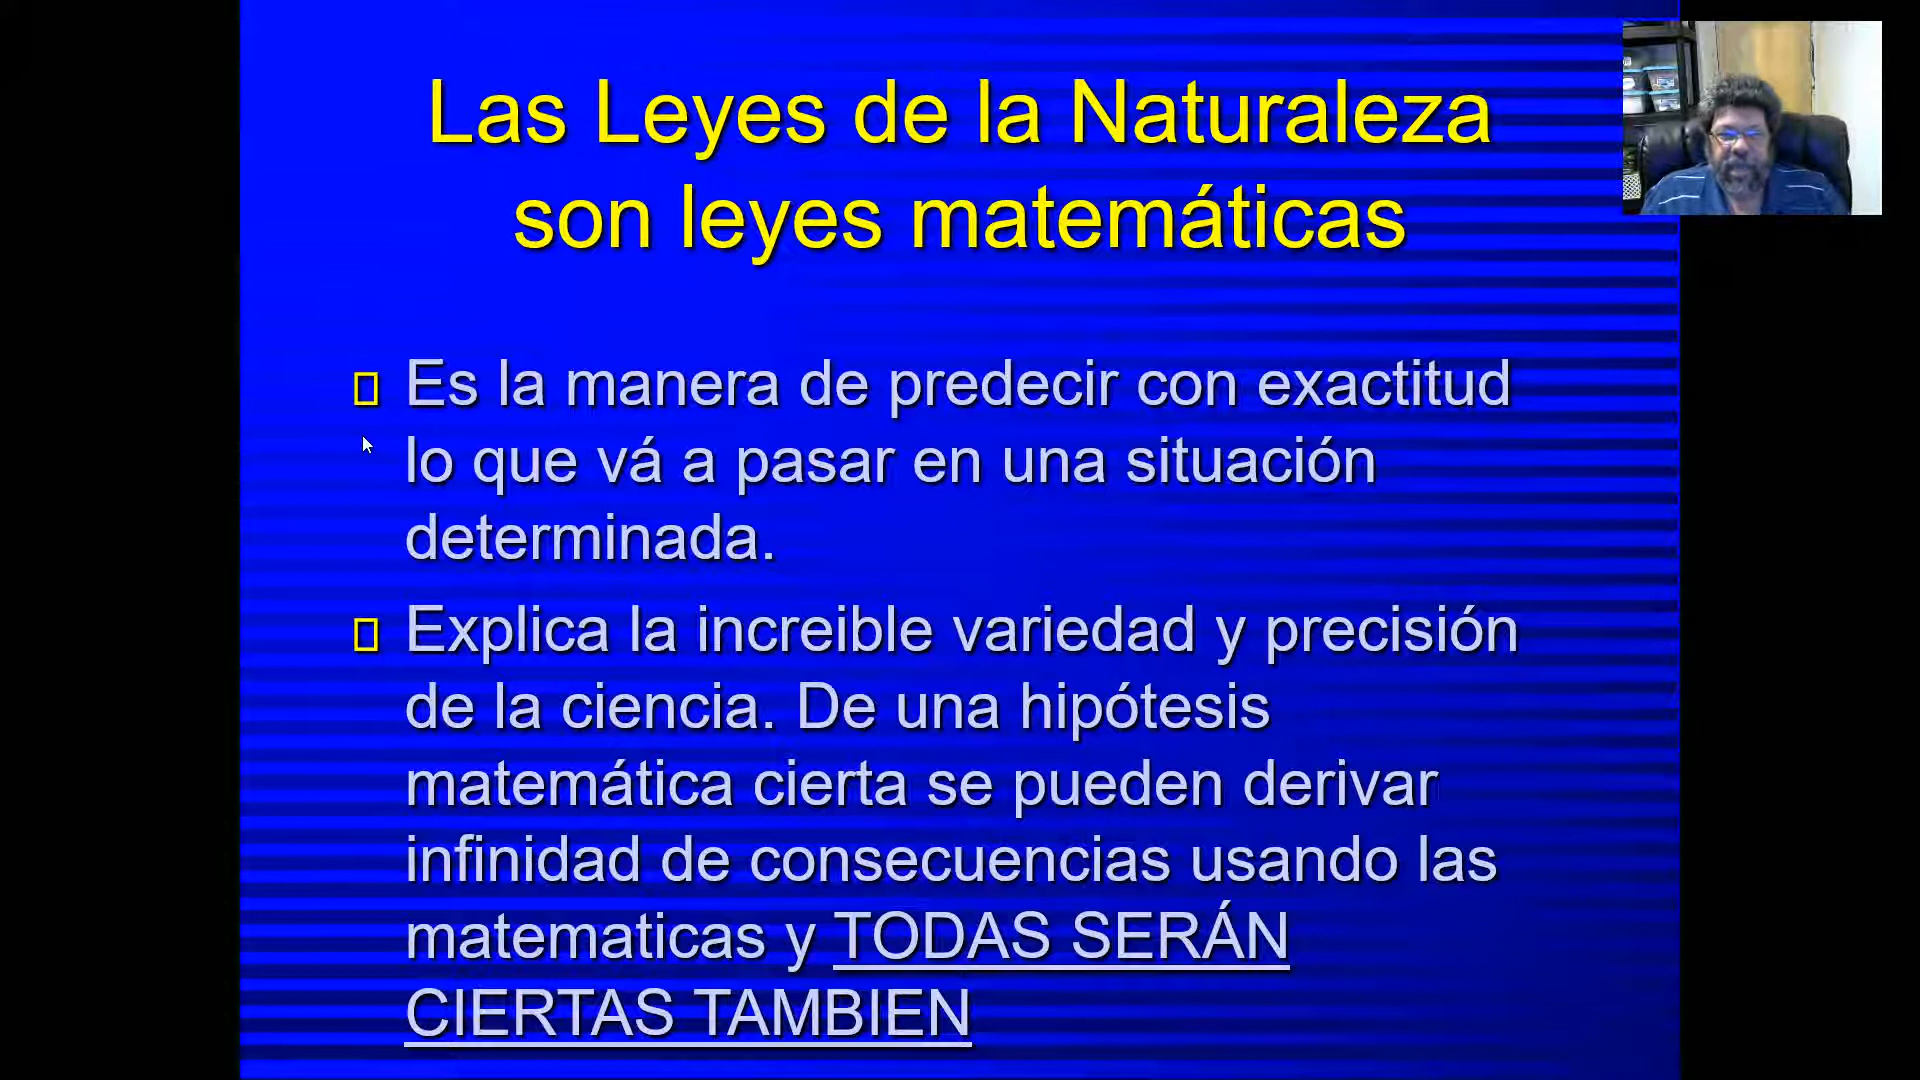 Las Leyes de la Naturaleza
son leyes matemáticas
Es la manera de predecir con exactitud
lo que vá a pasar en una situación
determinada.
Explica la increible variedad y precisión
de la ciencia. De una hipótesis
matemática cierta se pueden derivar
infinidad de consecuencias usando las
matematicas y TODAS SERÁN
CIERTAS TAMBIEN